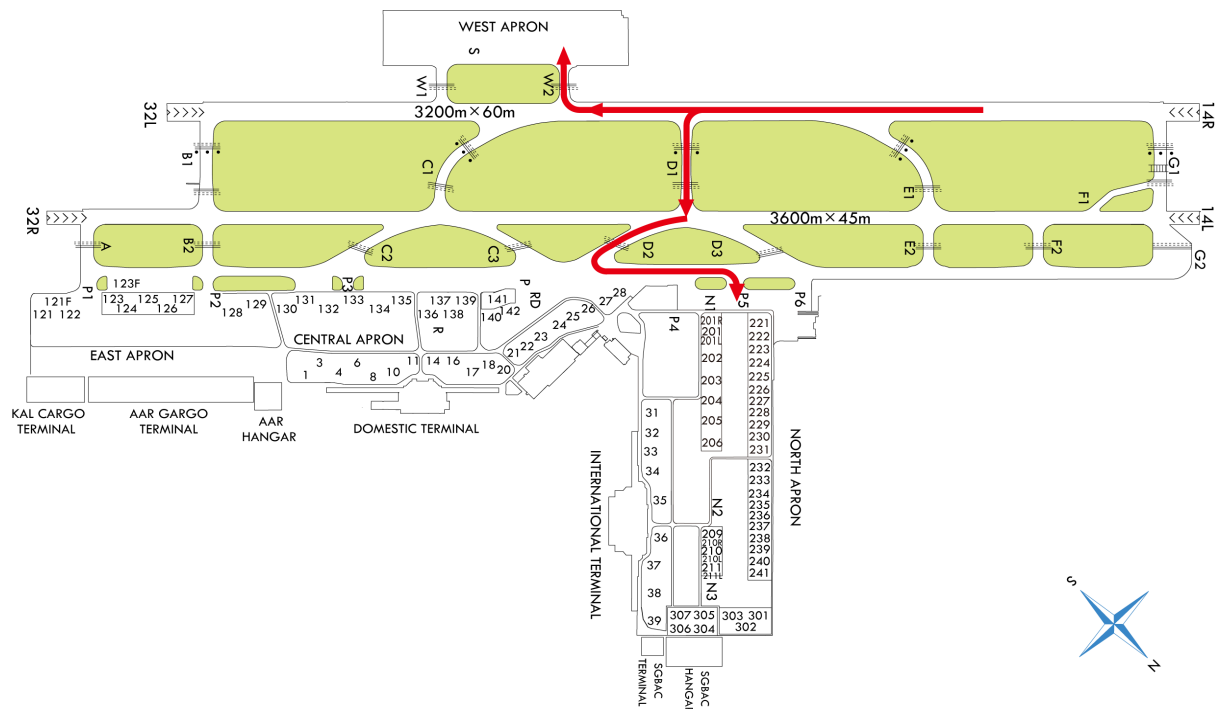 WEST APRON
S
W1
W2
32L
3200m×60m
14R
B1
C1
D1
E1
F1
G1
32R
3600m×45m
14L
A
B2
C2
C3
D2
D3
E2
F2
G2
P1
123F
P2
P3
P
RD
N1
P5
P6
121F
121 122
123 125 127
124 126
128 129
130 131 132 133 134 135
136 137 138 139
R
140 141 142
27 28
21 22 23 24 25 26
P4
EAST APRON
CENTRAL APRON
1 3 4 6 8 10 11
14 16 17 18 20
KAL CARGO
TERMINAL
AAR GARGO
TERMINAL
AAR
HANGAR
DOMESTIC TERMINAL
INTERNATIONAL TERMINAL
NORTH APRON
201R
201
201L
202
203
204
205
206
N2
209
210R
210
210L
211
211L
N3
221
222
223
224
225
226
227
228
229
230
231
232
233
234
235
236
237
238
239
240
241
31
32
33
34
35
36
37
38
39
307 305
306 304
303 301
302
SGBAC
TERMINAL
SGBAC
HANGAR
S
N